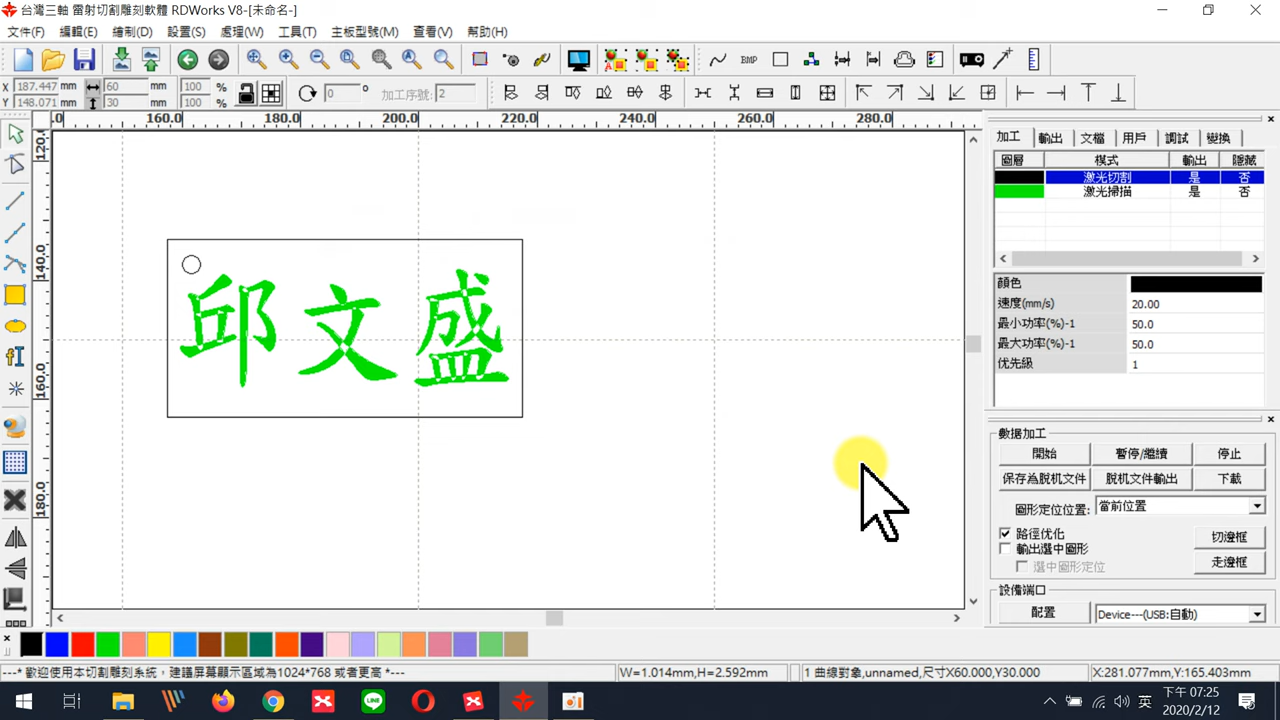 台灣三軸 雷射切割雕刻軟體 RDWorks V8-[未命名-]
文件(F) 編輯(E) 繪制(D) 設置(S) 處理(W) 工具(T) 主板型號(M) 查看(V) 幫助(H)
BMP
X 187.447 mm 60 mm 100 % 0 ° 加工序號: 2
Y 148.071 mm 30 mm 100 %
.0 160.0 180.0 200.0 220.0 240.0 260.0 280.0
120.0
140.0
160.0
180.0
邱文盛
加工 輸出 文檔 用戶 調試 變換
圖層 模式 輸出 隱藏
激光切割 是 否
激光掃描 是 否
顏色
速度(mm/s) 20.00
最小功率(%)-1 50.0
最大功率(%)-1 50.0
优先級 1
數据加工
開始 暫停/繼續 停止
保存為脫机文件 脫机文件輸出 下載
圖形定位位置: 當前位置
路徑优化 切邊框
輸出選中圖形
選中圖形定位 走邊框
設備端口
配置 Device---(USB:自動)
---* 歡迎使用本切割雕刻系統，建議屏幕顯示區域為1024*768 或者更高 *---
W=1.014mm,H=2.592mm
1 曲線對象,unnamed,尺寸X60.000,Y30.000
X:281.077mm,Y:165.403mm
英
下午 07:25
2020/2/12